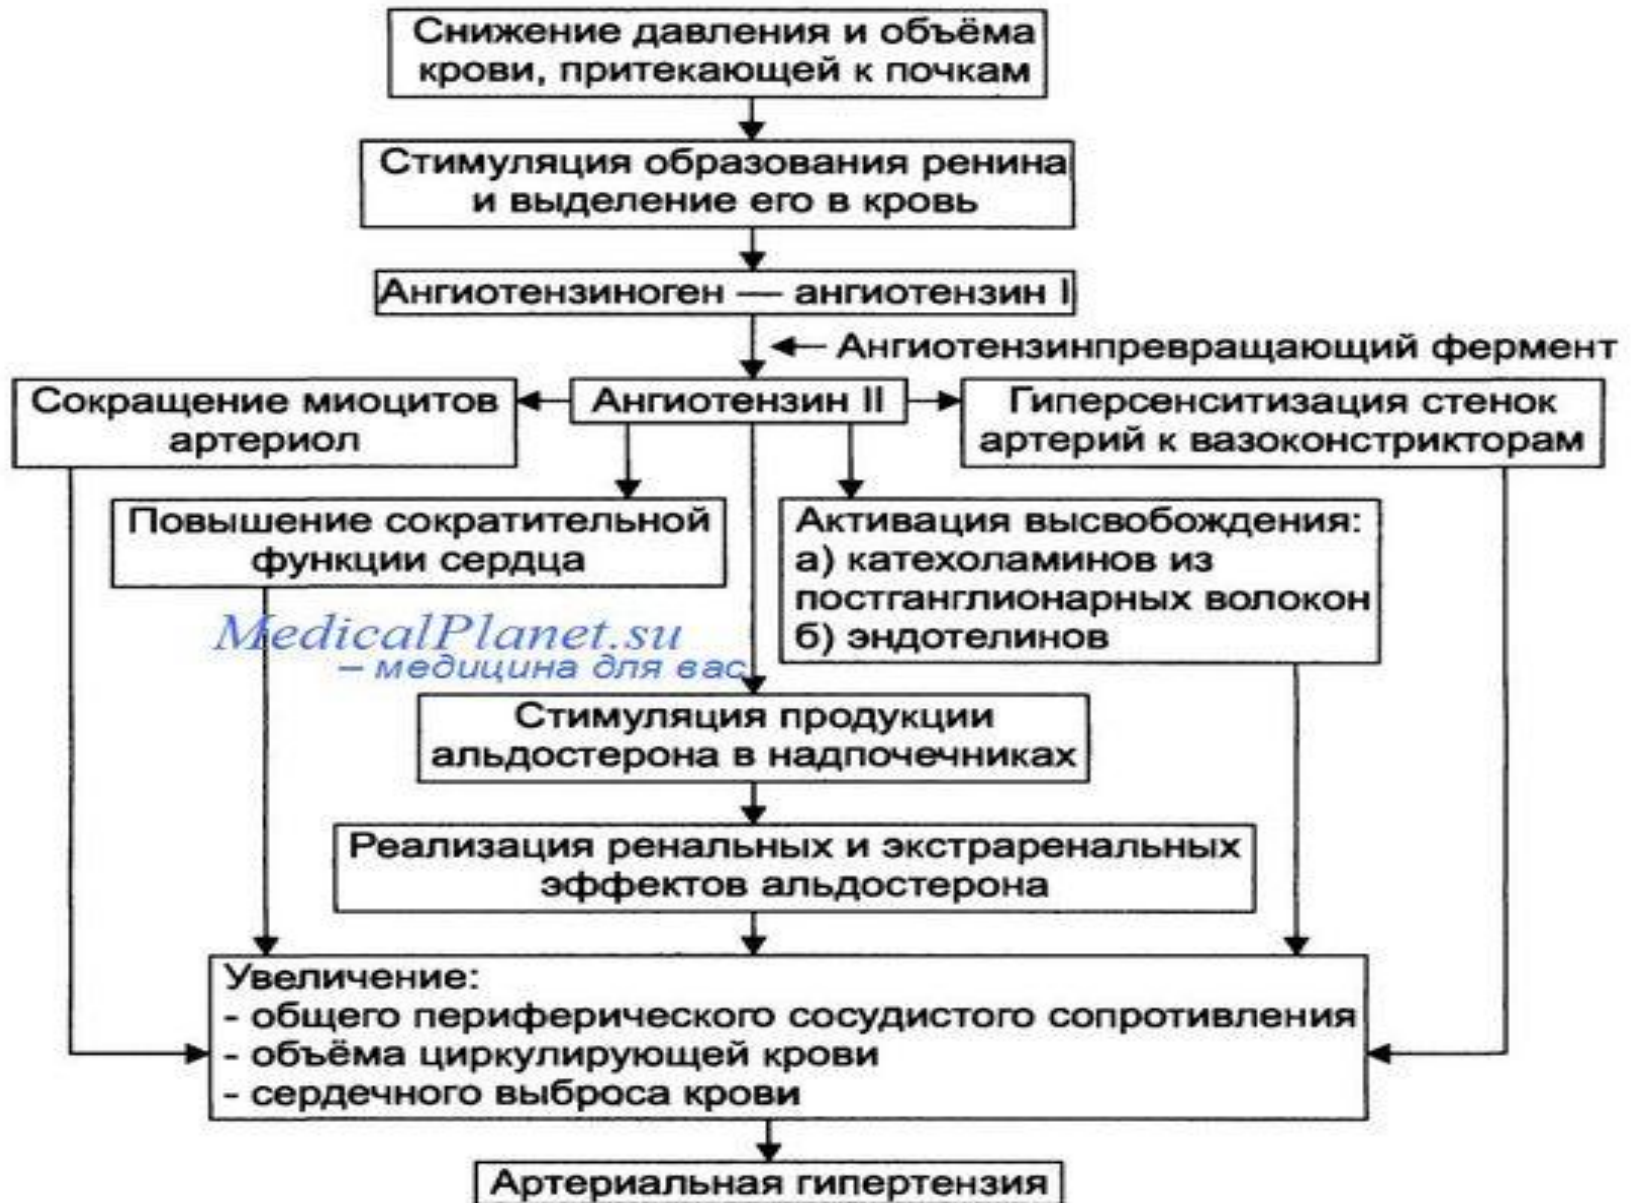 Снижение давления и объёма
крови, притекающей к почкам
Стимуляция образования ренина
и выделение его в кровь
Ангиотензиноген — ангиотензин I
Ангиотензинпревращающий фермент
Сокращение миоцитов
артериол
Ангиотензин II
Гиперсенситизация стенок
артерий к вазоконстрикторам
Повышение сократительной
функции сердца
Активация высвобождения:
а) катехоламинов из
постганглионарных волокон
б) эндотелинов
MedicalPlanet.su
– медицина для вас
Стимуляция продукции
альдостерона в надпочечниках
Реализация ренальных и экстраренальных
эффектов альдостерона
Увеличение:
- общего периферического сосудистого сопротивления
- объёма циркулирующей крови
- сердечного выброса крови
Артериальная гипертензия